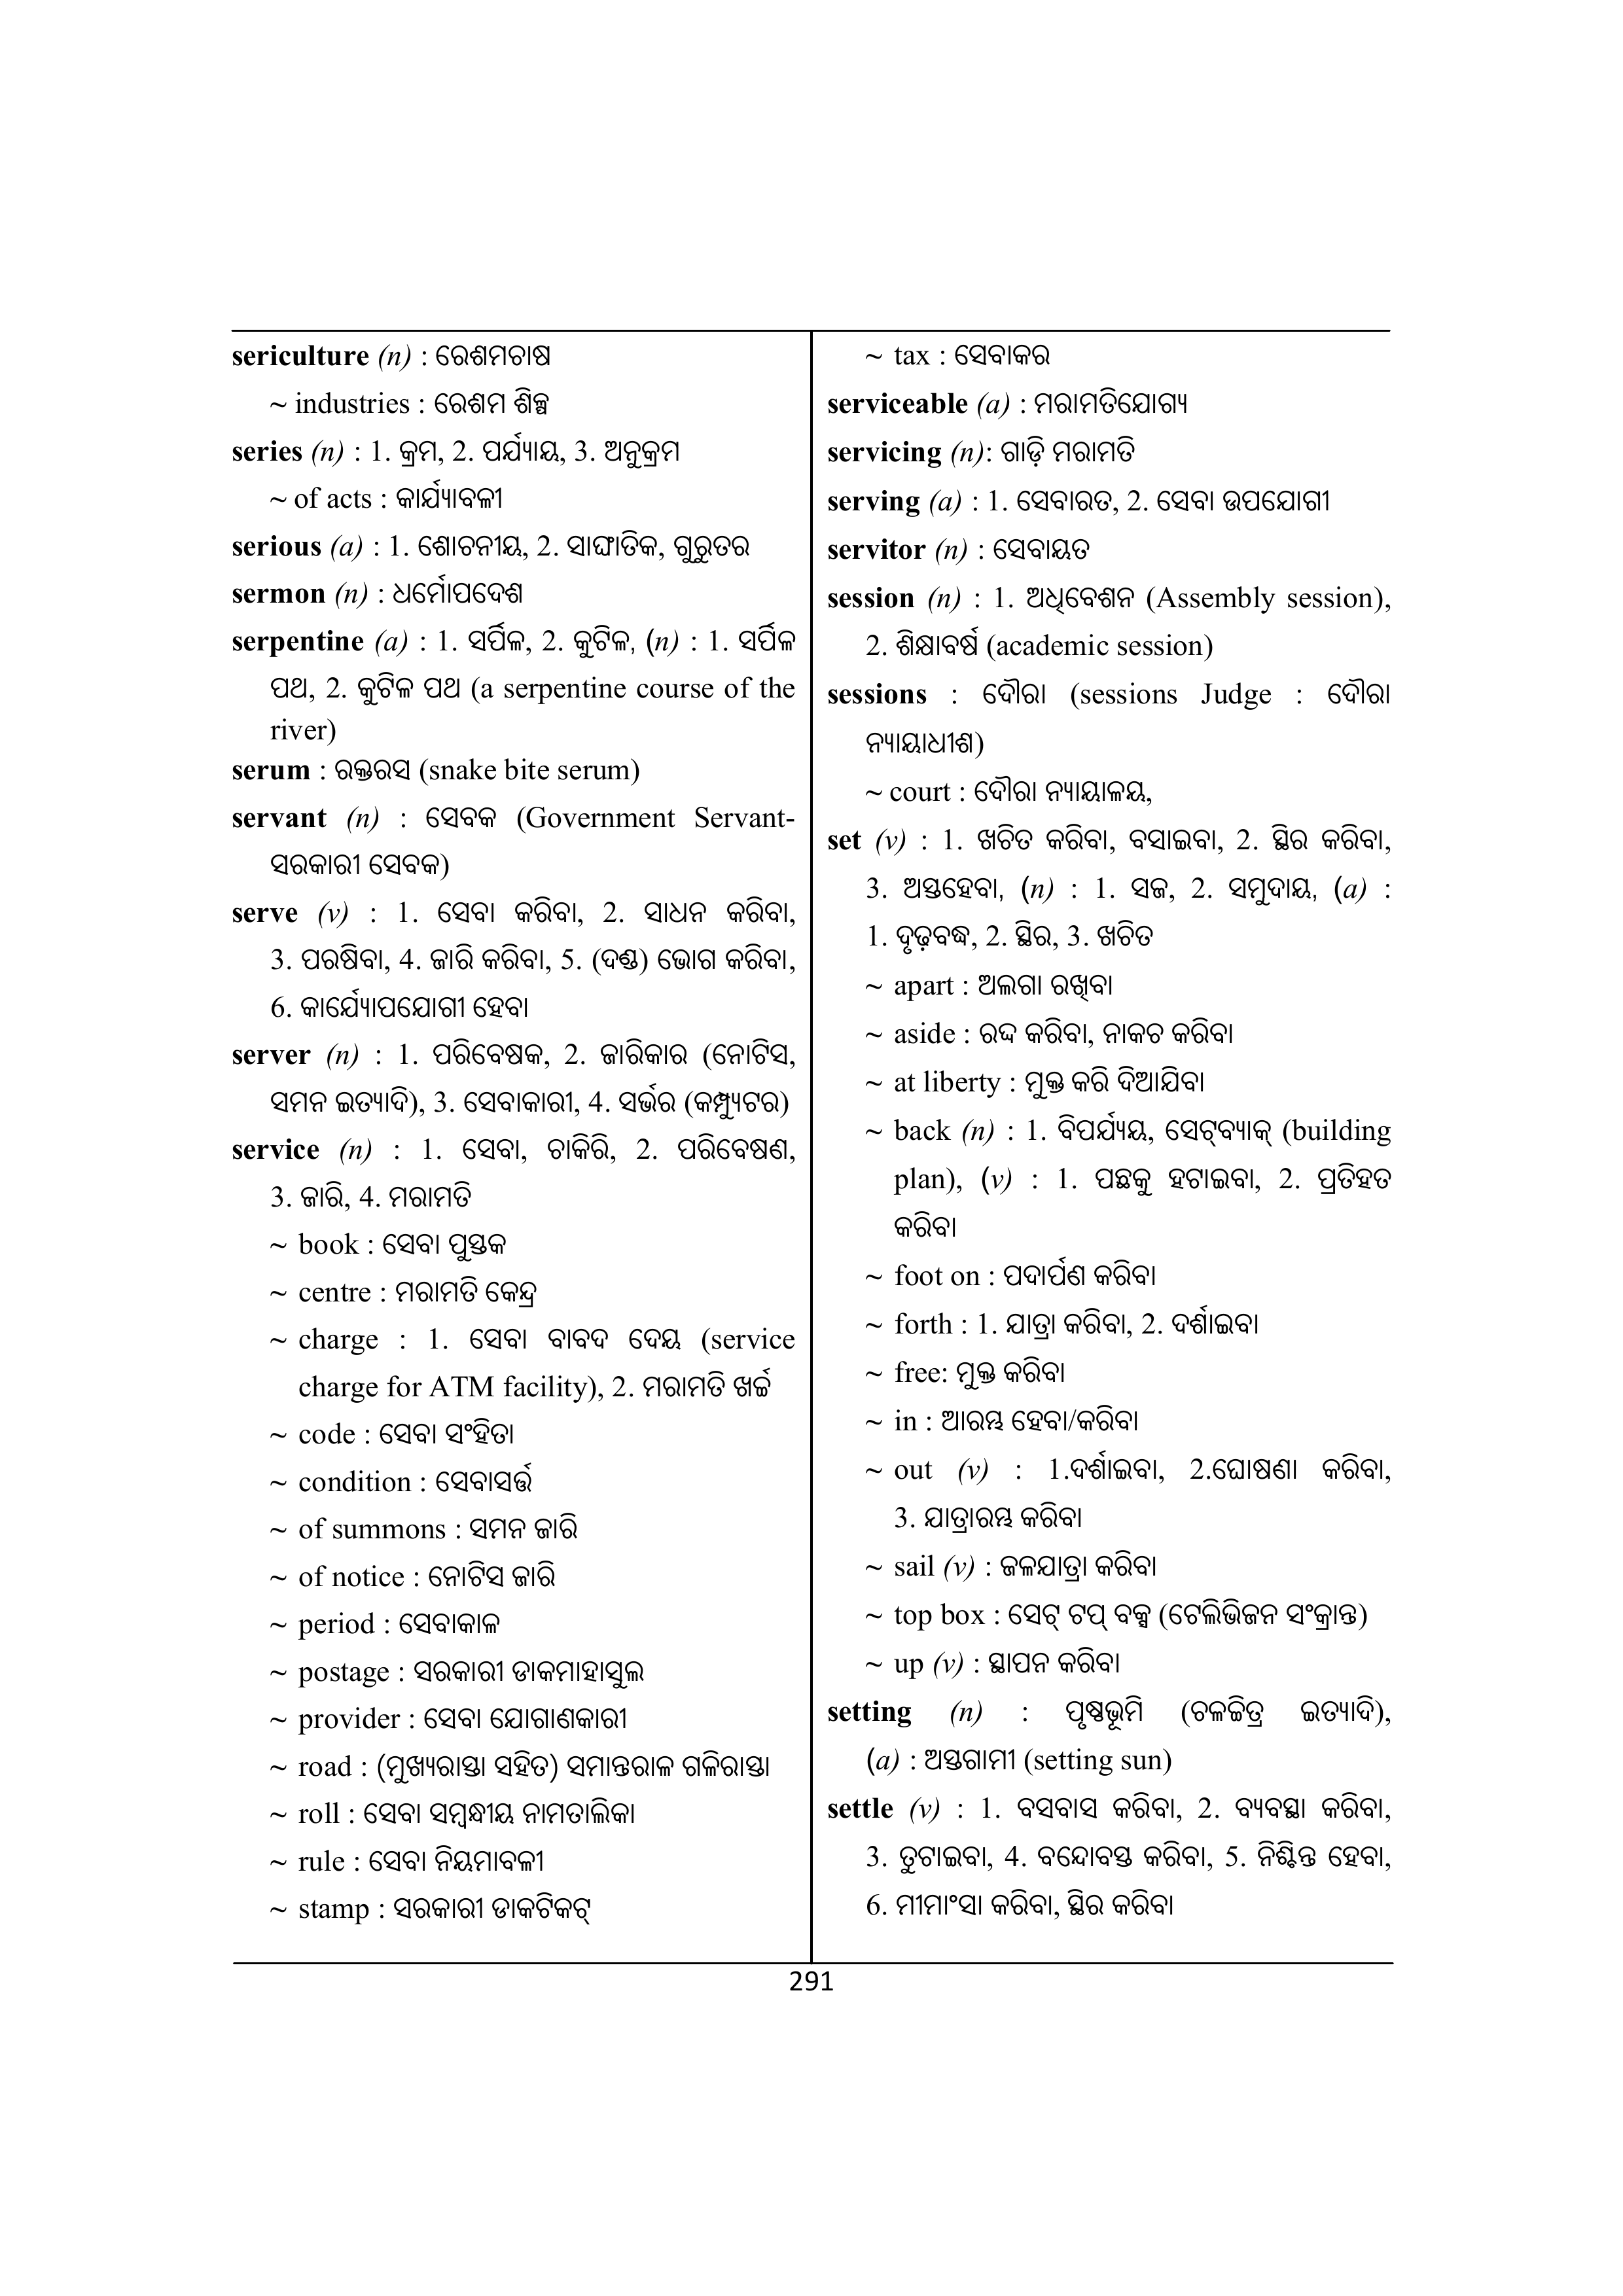 sericulture (n) : ରେଶମଚାଷ
~ industries : ରେଶମ ଶିଳ୍ପ
series (n) : 1. କ୍ରମ, 2. ପର୍ଯ୍ୟାୟ, 3. ଅନୁକ୍ରମ
~ of acts : କାର୍ଯ୍ୟାବଳୀ
serious (a) : 1. ଶୋଚନୀୟ, 2. ସାଙ୍ଘାତିକ, ଗୁରୁତର
sermon (n) : ଧର୍ମୋପଦେଶ
serpentine (a) : 1. ସର୍ପିଳ, 2. କୁଟିଳ, (n) : 1. ସର୍ପିଳ
ପଥ, 2. କୁଟିଳ ପଥ (a serpentine course of the
river)
serum : ରକ୍ତରସ (snake bite serum)
servant (n) : ସେବକ (Government Servant-
ସରକାରୀ ସେବକ)
serve (v) : 1. ସେବା କରିବା, 2. ସାଧନ କରିବା,
3. ପରଷିବା, 4. ଜାରି କରିବା, 5. (ଦଣ୍ଡ) ଭୋଗ କରିବା,
6. କାର୍ଯ୍ୟୋପଯୋଗୀ ହେବା
server (n) : 1. ପରିବେଷକ, 2. ଜାରିକାର (ନୋଟିସ,
ସମନ ଇତ୍ୟାଦି), 3. ସେବାକାରୀ, 4. ସର୍ଭର (କମ୍ପ୍ୟୁଟର)
service (n) : 1. ସେବା, ଚାକିରି, 2. ପରିବେଷଣ,
3. ଜାରି, 4. ମରାମତି
~ book : ସେବା ପୁସ୍ତକ
~ centre : ମରାମତି କେନ୍ଦ୍ର
~ charge : 1. ସେବା ବାବଦ ଦେୟ (service
charge for ATM facility), 2. ମରାମତି ଖର୍ଚ୍ଚ
~ code : ସେବା ସଂହିତା
~ condition : ସେବାସର୍ତ୍ତ
~ of summons : ସମନ ଜାରି
~ of notice : ନୋଟିସ ଜାରି
~ period : ସେବାକାଳ
~ postage : ସରକାରୀ ଡାକମାହାସୁଲ
~ provider : ସେବା ଯୋଗାଣକାରୀ
~ road : (ମୁଖ୍ୟରାସ୍ତା ସହିତ) ସମାନ୍ତରାଳ ଗଳିରାସ୍ତା
~ roll : ସେବା ସମ୍ବନ୍ଧୀୟ ନାମତାଲିକା
~ rule : ସେବା ନିୟମାବଳୀ
~ stamp : ସରକାରୀ ଡାକଟିକଟ୍
~ tax : ସେବାକର
serviceable (a) : ମରାମତିଯୋଗ୍ୟ
servicing (n): ଗାଡ଼ି ମରାମତି
serving (a) : 1. ସେବାରତ, 2. ସେବା ଉପଯୋଗୀ
servitor (n) : ସେବାୟତ
session (n) : 1. ଅଧିବେଶନ (Assembly session),
2. ଶିକ୍ଷାବର୍ଷ (academic session)
sessions : ଦୌରା (sessions Judge : ଦୌରା
ନ୍ୟାୟାଧୀଶ)
~ court : ଦୌରା ନ୍ୟାୟାଳୟ,
set (v) : 1. ଖଚିତ କରିବା, ବସାଇବା, 2. ସ୍ଥିର କରିବା,
3. ଅସ୍ତହେବା, (n) : 1. ସଜ, 2. ସମୁଦାୟ, (a) :
1. ଦୃଢ଼ବଦ୍ଧ, 2. ସ୍ଥିର, 3. ଖଚିତ
~ apart : ଅଲଗା ରଖିବା
~ aside : ରଦ୍ଦ କରିବା, ନାକଚ କରିବା
~ at liberty : ମୁକ୍ତ କରି ଦିଆଯିବା
~ back (n) : 1. ବିପର୍ଯ୍ୟୟ, ସେଟ୍‌ବ୍ୟାକ୍ (building
plan), (v) : 1. ପଛକୁ ହଟାଇବା, 2. ପ୍ରତିହତ
କରିବା
~ foot on : ପଦାର୍ପଣ କରିବା
~ forth : 1. ଯାତ୍ରା କରିବା, 2. ଦର୍ଶାଇବା
~ free: ମୁକ୍ତ କରିବା
~ in : ଆରମ୍ଭ ହେବା/କରିବା
~ out (v) : 1.ଦର୍ଶାଇବା, 2.ଘୋଷଣା କରିବା,
3. ଯାତ୍ରାରମ୍ଭ କରିବା
~ sail (v) : ଜଳଯାତ୍ରା କରିବା
~ top box : ସେଟ୍ ଟପ୍ ବକ୍ସ (ଟେଲିଭିଜନ ସଂକ୍ରାନ୍ତ)
~ up (v) : ସ୍ଥାପନ କରିବା
setting (n) : ପୃଷ୍ଠଭୂମି (ଚଳଚ୍ଚିତ୍ର ଇତ୍ୟାଦି),
(a) : ଅସ୍ତଗାମୀ (setting sun)
settle (v) : 1. ବସବାସ କରିବା, 2. ବ୍ୟବସ୍ଥା କରିବା,
3. ତୁଟାଇବା, 4. ବନ୍ଦୋବସ୍ତ କରିବା, 5. ନିଶ୍ଚିନ୍ତ ହେବା,
6. ମୀମାଂସା କରିବା, ସ୍ଥିର କରିବା
291